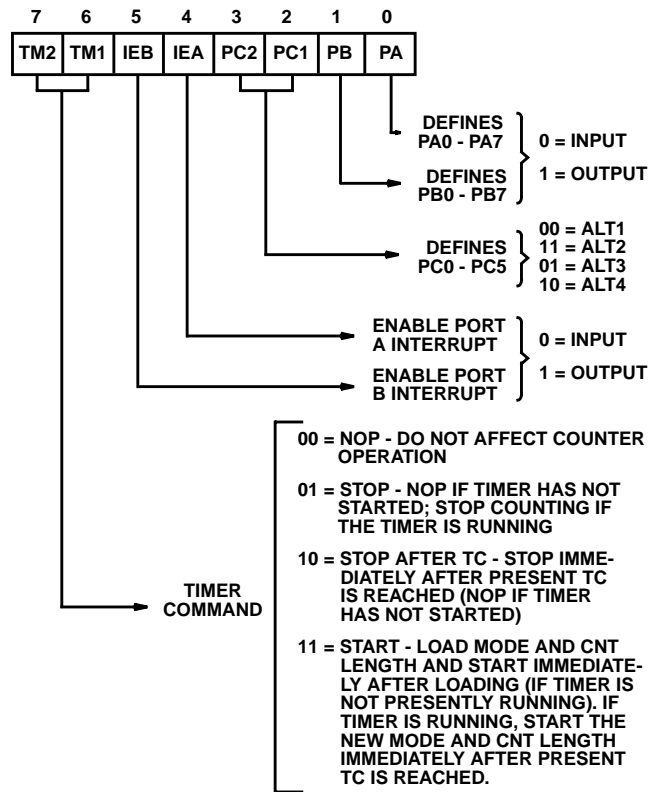 7 6 5 4 3 2 1 0
TM2 TM1 IEB IEA PC2 PC1 PB PA
DEFINES
PA0 - PA7
DEFINES
PB0 - PB7
0 = INPUT
1 = OUTPUT
DEFINES
PC0 - PC5
00 = ALT1
11 = ALT2
01 = ALT3
10 = ALT4
ENABLE PORT
A INTERRUPT
ENABLE PORT
B INTERRUPT
0 = INPUT
1 = OUTPUT
TIMER
COMMAND
00 = NOP - DO NOT AFFECT COUNTER
OPERATION
01 = STOP - NOP IF TIMER HAS NOT
STARTED; STOP COUNTING IF
THE TIMER IS RUNNING
10 = STOP AFTER TC - STOP IMME-
DIATELY AFTER PRESENT TC
IS REACHED (NOP IF TIMER
HAS NOT STARTED)
11 = START - LOAD MODE AND CNT
LENGTH AND START IMMEDIATE-
LY AFTER LOADING (IF TIMER IS
NOT PRESENTLY RUNNING). IF
TIMER IS RUNNING, START THE
NEW MODE AND CNT LENGTH
IMMEDIATELY AFTER PRESENT
TC IS REACHED.